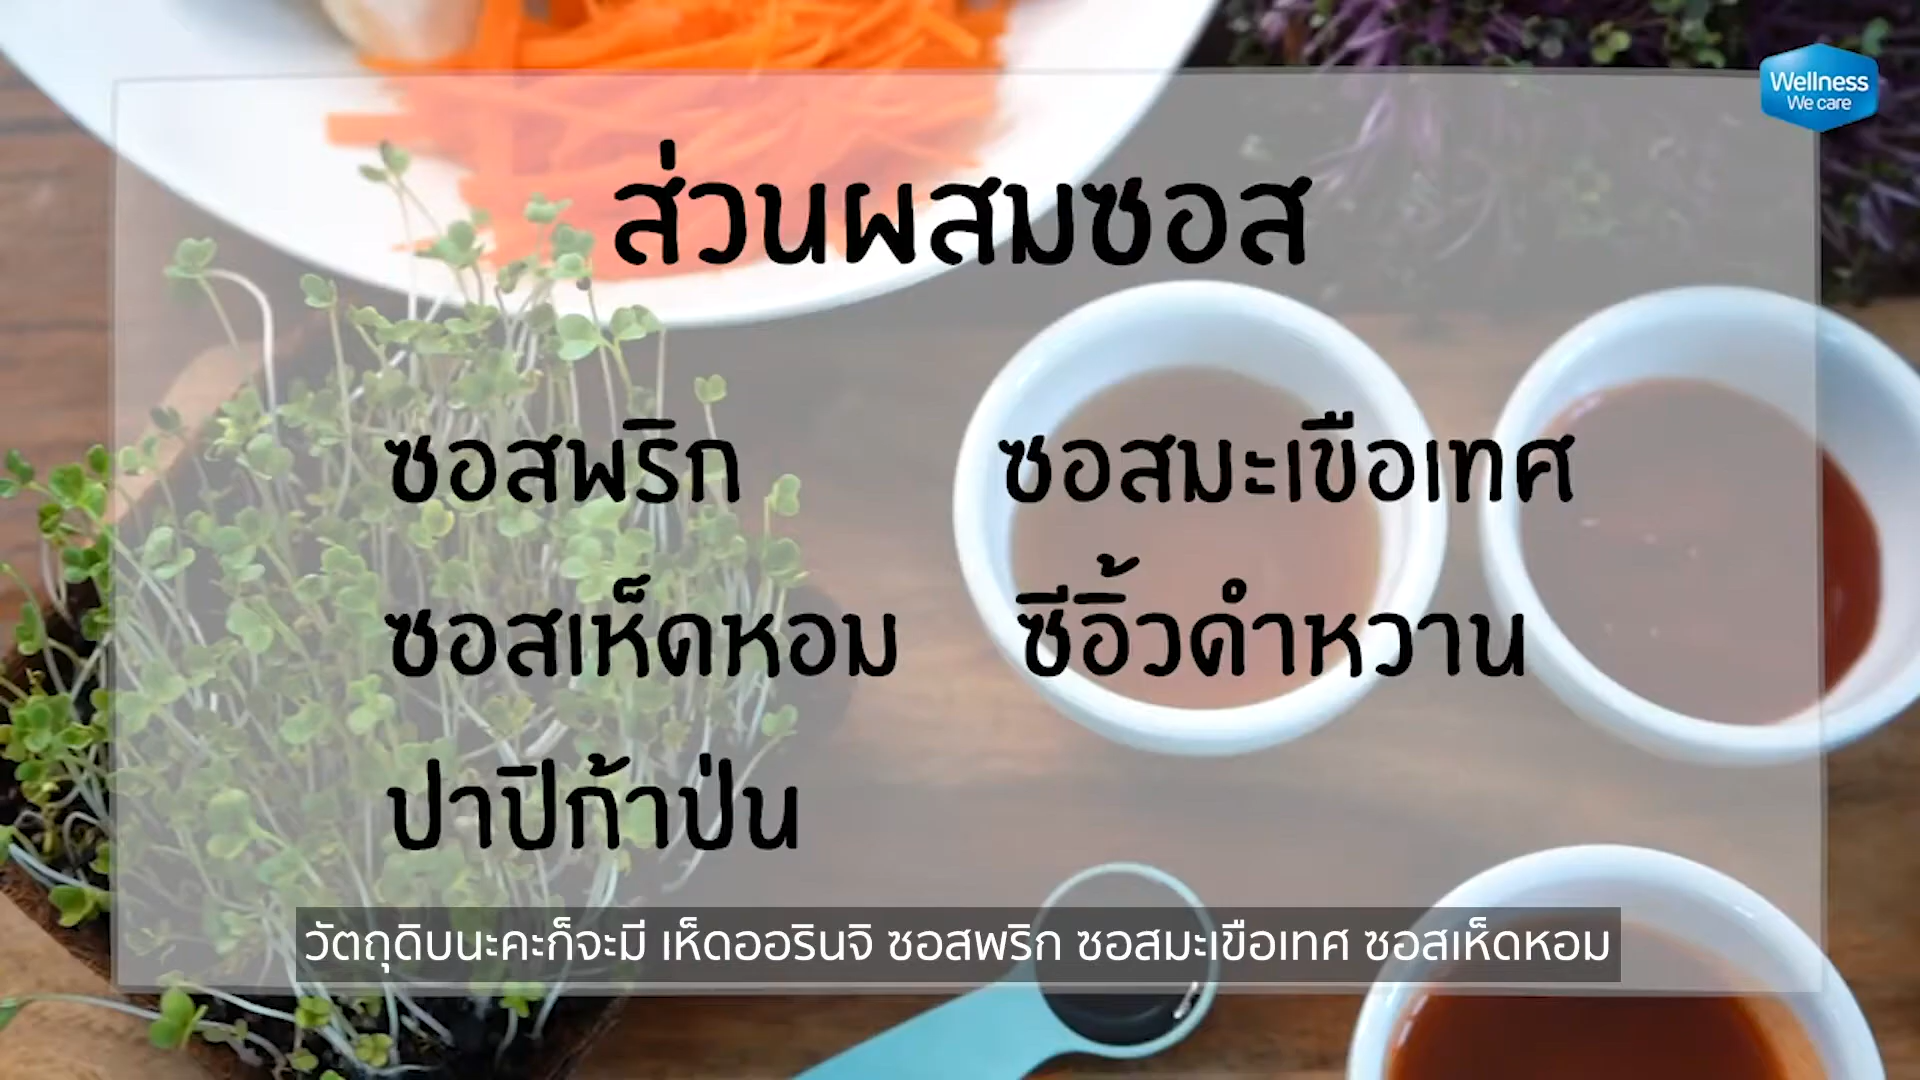 Wellness
We care
ส่วนผสมซอส
ซอสพริก
ซอสมะเขือเทศ
ซอสเห็ดหอม
ซีอิ้วดำหวาน
ปาปิก้าป่น
วัตถุดิบนะคะก็จะมี เห็ดออรินจิ ซอสพริก ซอสมะเขือเทศ ซอสเห็ดหอม